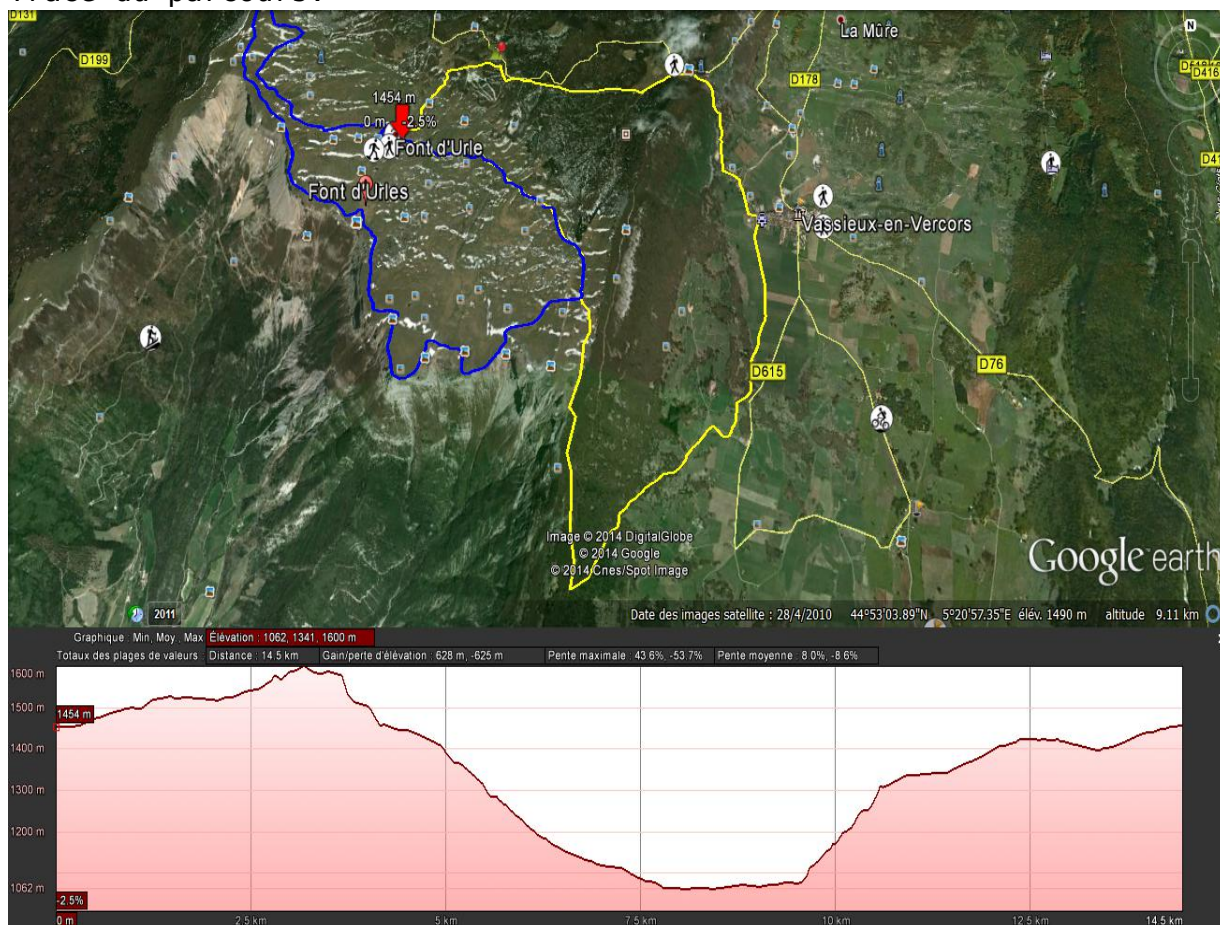 D131
D199
La Mûre
N
D178
D416
D41
1454 m
0 m -2.5%
Font d'Urle
Font d'Urles
Vassieux-en-Vercors
D615
D76
Image © 2014 DigitalGlobe
© 2014 Google
© 2014 Cnes/Spot Image
Google earth
2011
Date des images satellite : 28/4/2010 44°53'03.89"N 5°20'57.35"E élév. 1490 m altitude 9.11 km
Graphique : Min, Moy., Max Élévation : 1062, 1341, 1600 m
Totaux des plages de valeurs : Distance : 14.5 km Gain/perte d'élévation : 628 m, -625 m Pente maximale : 43.6%, -53.7% Pente moyenne : 8.0%, -8.6%
1600 m
1500 m
1454 m
1400 m
1300 m
1200 m
1062 m
-2.5%
0 m 2.5 km 5 km 7.5 km 10 km 12.5 km 14.5 km